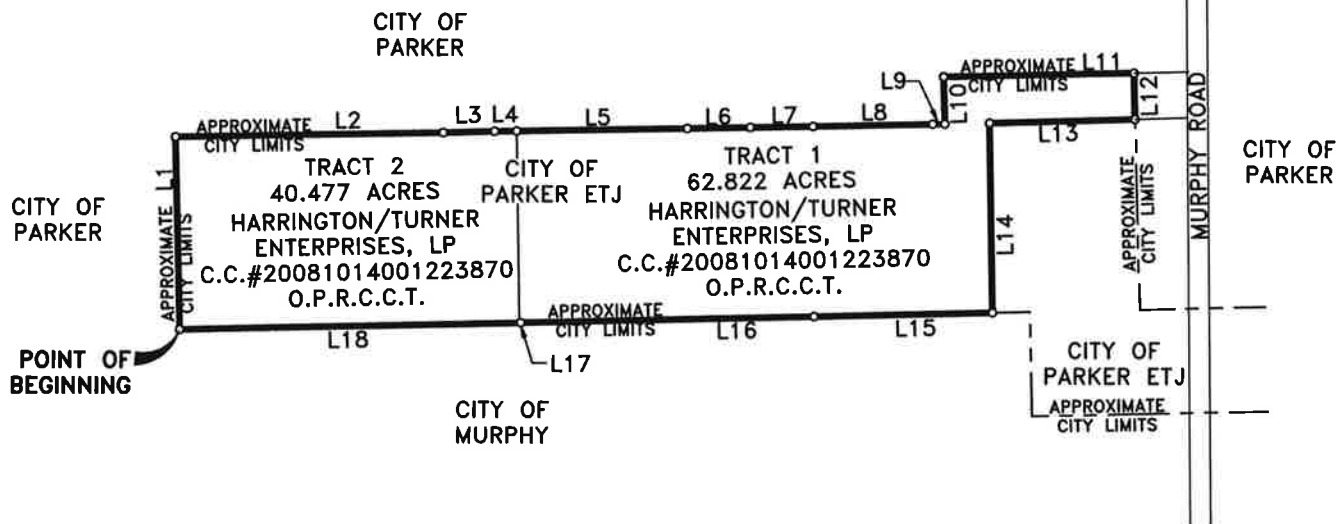 CITY OF
PARKER
L9
APPROXIMATE L11
CITY LIMITS
L10
L12
MURPHY ROAD
APPROXIMATE
CITY LIMITS
L2
L3
L4
L5
L6
L7
L8
L13
CITY OF
PARKER
L1
APPROXIMATE
CITY LIMITS
CITY OF
PARKER
TRACT 2
40.477 ACRES
HARRINGTON/TURNER
ENTERPRISES, LP
C.C.#20081014001223870
O.P.R.C.C.T.
CITY OF
PARKER ETJ
TRACT 1
62.822 ACRES
HARRINGTON/TURNER
ENTERPRISES, LP
C.C.#20081014001223870
O.P.R.C.C.T.
L14
APPROXIMATE
CITY LIMITS
APPROXIMATE
CITY LIMITS
L18
L16
L15
L17
POINT OF
BEGINNING
CITY OF
PARKER ETJ
APPROXIMATE
CITY LIMITS
CITY OF
MURPHY